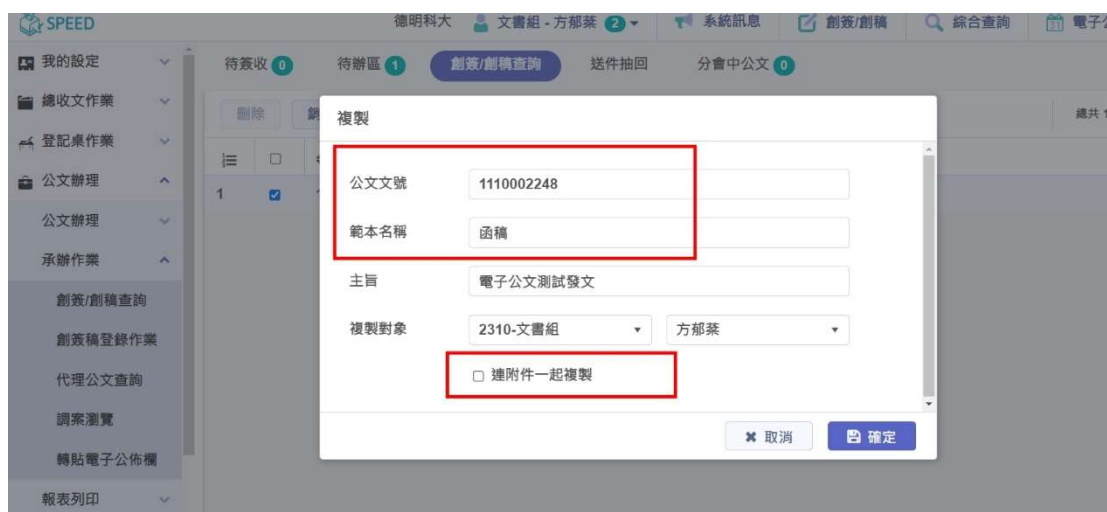 SPEED 德明科大 文書組 - 方郁棻 2 系統訊息 創簽/創稿 綜合查詢 電子
我的設定
待簽收 0 待辦區 1 創簽/創稿查詢 送件抽回 分會中公文 0
總收文作業
刪除 總共
登記桌作業
公文辦理
1
公文辦理
承辦作業
創簽/創稿查詢
創簽稿登錄作業
代理公文查詢
調案瀏覽
轉貼電子公佈欄
報表列印
複製
公文文號 1110002248
範本名稱 函稿
主旨 電子公文測試發文
複製對象 2310-文書組 方郁棻
連附件一起複製
取消 確定